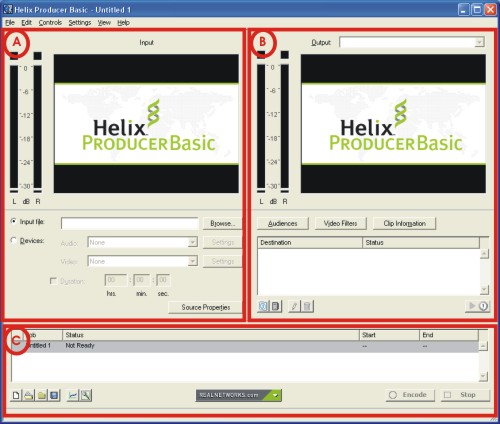 Helix Producer Basic - Untitled 1
File Edit Controls Settings View Help
A
Input
B
Output:
0
-6
-12
-18
-24
-30
L dB R
0
-6
-12
-18
-24
-30
L dB R
Helix
PRODUCER Basic
Helix
PRODUCER Basic
Input file:
Browse...
Devices:
Audio: None Settings
Video: None Settings
Duration: 00 : 00 : 00
hrs. min. sec.
Source Properties
Audiences Video Filters Clip Information
Destination Status
C
Job Status Start End
Untitled 1 Not Ready -- --
REALNETWORKS.com
Encode Stop